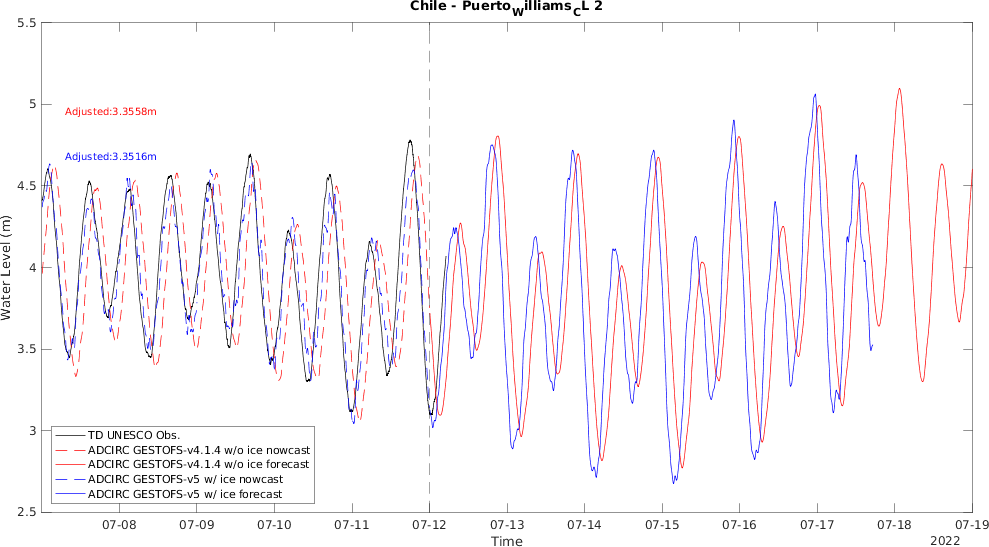 Chile - PuertoWilliamsCL 2
5.5
5
4.5
4
3.5
3
2.5
Water Level (m)
Adjusted:3.3558m
Adjusted:3.3516m
TD UNESCO Obs.
ADCIRC GESTOFS-v4.1.4 w/o ice nowcast
ADCIRC GESTOFS-v4.1.4 w/o ice forecast
ADCIRC GESTOFS-v5 w/ ice nowcast
ADCIRC GESTOFS-v5 w/ ice forecast
07-08 07-09 07-10 07-11 07-12 07-13 07-14 07-15 07-16 07-17 07-18 07-19
Time
2022